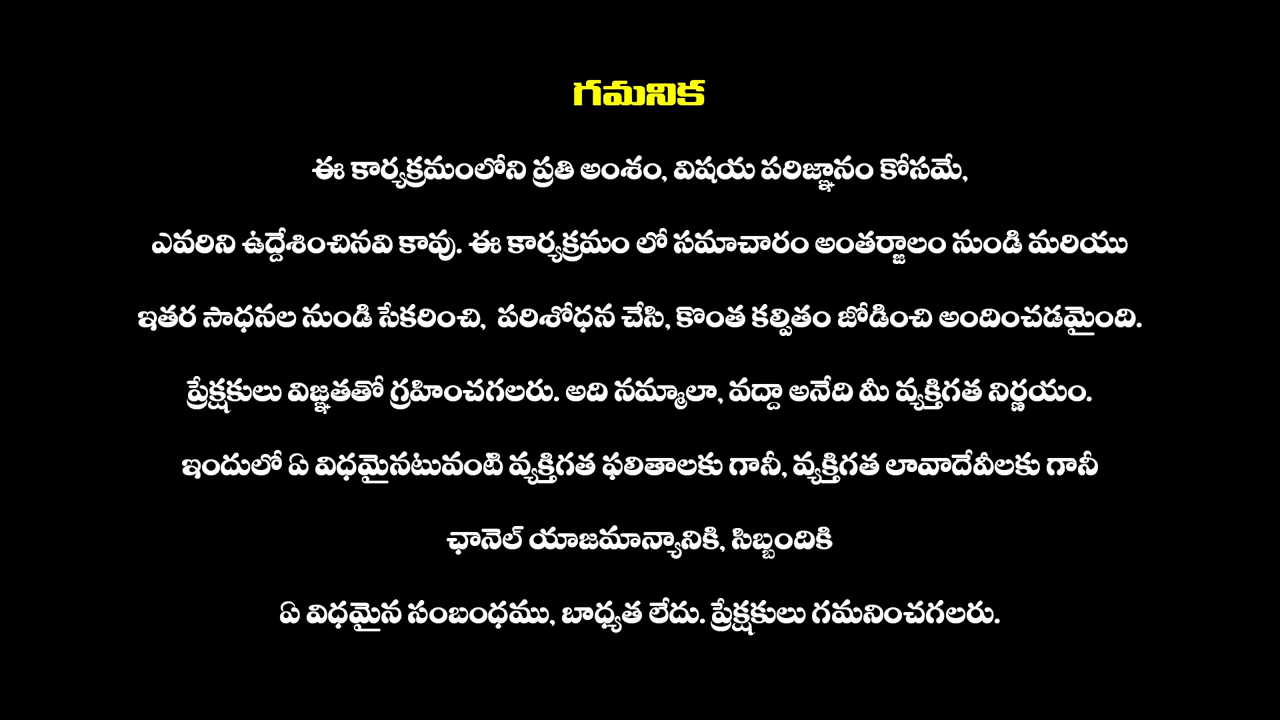 గమనిక
ఈ కార్యక్రమంలోని ప్రతి అంశం, విషయ పరిజ్ఞానం కోసమే,
ఎవరిని ఉద్దేశించినవి కావు. ఈ కార్యక్రమం లో సమాచారం అంతర్జాలం నుండి మరియు
ఇతర సాధనల నుండి సేకరించి, పరిశోధన చేసి, కొంత కల్పితం జోడించి అందించడమైంది.
ప్రేక్షకులు విజ్ఞతతో గ్రహించగలరు. అది నమ్మాలా, వద్దా అనేది మీ వ్యక్తిగత నిర్ణయం.
ఇందులో ఏ విధమైనటువంటి వ్యక్తిగత ఫలితాలకు గానీ, వ్యక్తిగత లావాదేవీలకు గానీ
ఛానెల్ యాజమాన్యానికి, సిబ్బందికి
ఏ విధమైన సంబంధము, బాధ్యత లేదు. ప్రేక్షకులు గమనించగలరు.